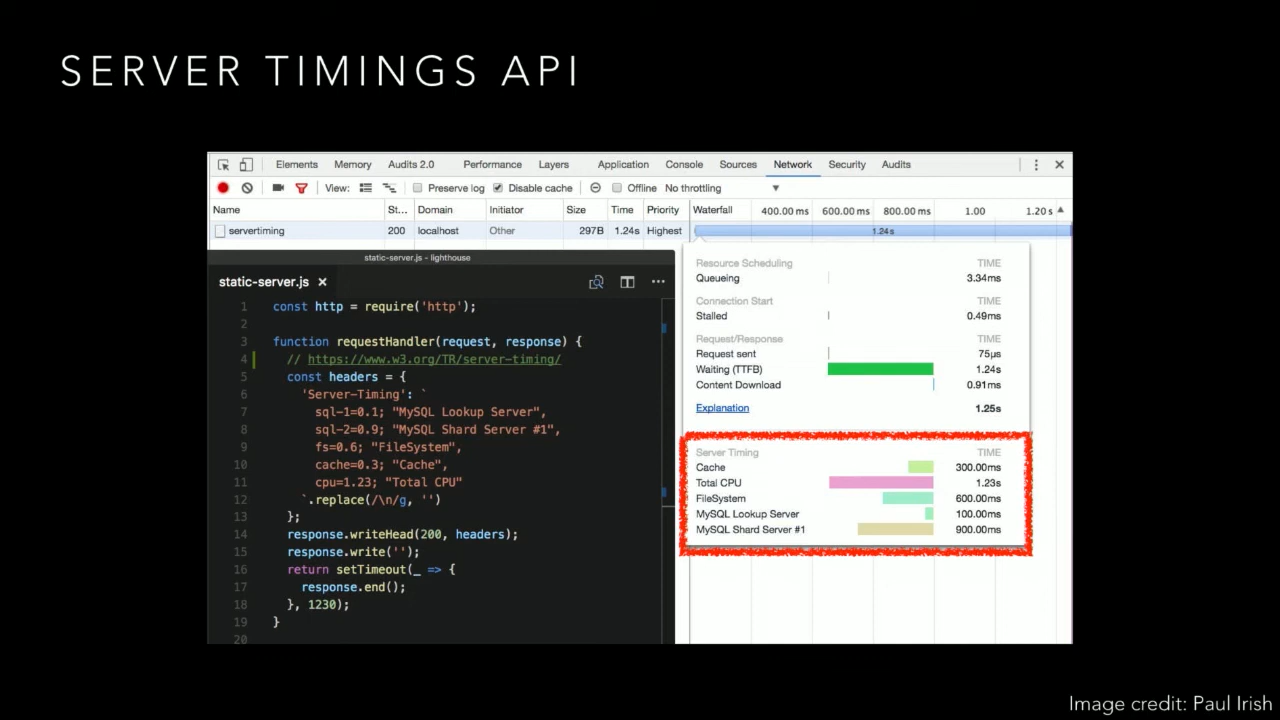 SERVER TIMINGS API
Elements Memory Audits 2.0 Performance Layers Application Console Sources Network Security Audits
View: Preserve log Disable cache Offline No throttling
Name St... Domain Initiator Size Time Priority Waterfall 400.00 ms 600.00 ms 800.00 ms 1.00 1.20 s
servertiming 200 localhost Other 297B 1.24s Highest 1.24s
static-server.js - lighthouse
static-server.js
1 const http = require('http');
2
3 function requestHandler(request, response) {
4 // https://www.w3.org/TR/server-timing/
5 const headers = {
6 'Server-Timing': `
7 sql-1=0.1; "MySQL Lookup Server",
8 sql-2=0.9; "MySQL Shard Server #1",
9 fs=0.6; "FileSystem",
10 cache=0.3; "Cache",
11 cpu=1.23; "Total CPU"
12 `.replace(/\n/g, '')
13 };
14 response.writeHead(200, headers);
15 response.write('');
16 return setTimeout(_ => {
17 response.end();
18 }, 1230);
19 }
20
Resource Scheduling TIME
Queueing 3.34ms
Connection Start TIME
Stalled 0.49ms
Request/Response TIME
Request sent 75μs
Waiting (TTFB) 1.24s
Content Download 0.91ms
Explanation 1.25s
Server Timing TIME
Cache 300.00ms
Total CPU 1.23s
FileSystem 600.00ms
MySQL Lookup Server 100.00ms
MySQL Shard Server #1 900.00ms
Image credit: Paul Irish